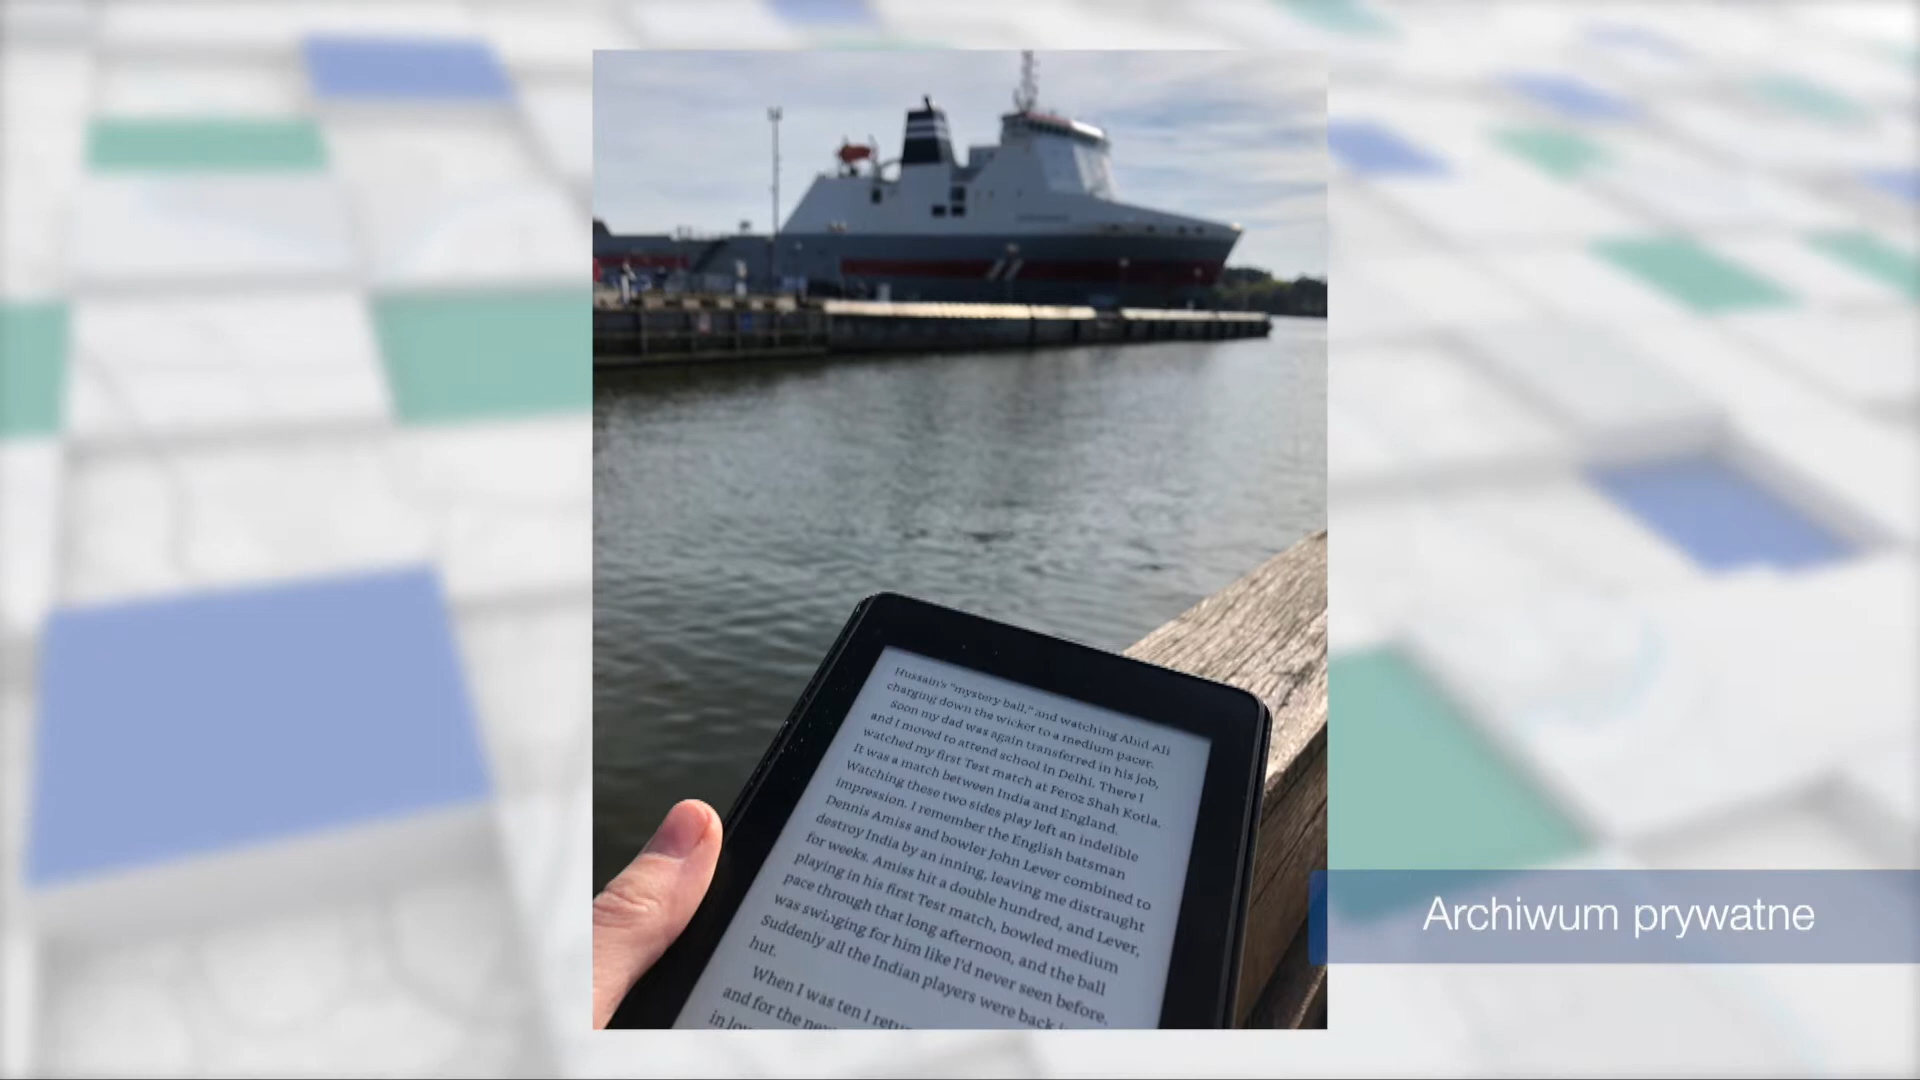 Hussain's "mystery ball," and watching Abid Ali
charging down the wicket to a medium pacer.
Soon my dad was again transferred in his job,
and I moved to attend school in Delhi. There I
watched my first Test match at Feroz Shah Kotla.
It was a match between India and England.
Watching these two sides play left an indelible
impression. I remember the English batsman
Dennis Amiss and bowler John Lever combined to
destroy India by an inning, leaving me distraught
for weeks. Amiss hit a double hundred, and Lever,
playing in his first Test match, bowled medium
pace through that long afternoon, and the ball
was swinging for him like I'd never seen before.
Suddenly all the Indian players were back
hut.
When I was ten I
and for the
in
Archiwum prywatne